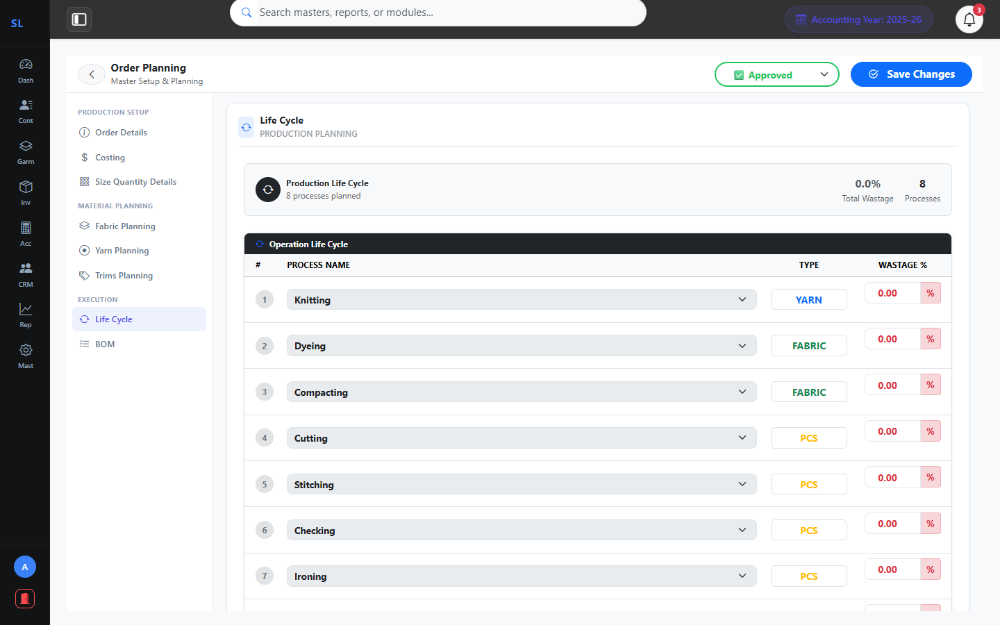 SL
Search masters, reports, or modules...
Accounting Year: 2025-26
3
Dash
Cont
Garm
Inv
Acc
CRM
Rep
Mast
A
Order Planning
Master Setup & Planning
Approved
Save Changes
PRODUCTION SETUP
Order Details
Costing
Size Quantity Details
MATERIAL PLANNING
Fabric Planning
Yarn Planning
Trims Planning
EXECUTION
Life Cycle
BOM
Life Cycle
PRODUCTION PLANNING
Production Life Cycle
8 processes planned
0.0%
Total Wastage
8
Processes
Operation Life Cycle
# PROCESS NAME TYPE WASTAGE %
1 Knitting YARN 0.00 %
2 Dyeing FABRIC 0.00 %
3 Compacting FABRIC 0.00 %
4 Cutting PCS 0.00 %
5 Stitching PCS 0.00 %
6 Checking PCS 0.00 %
7 Ironing PCS 0.00 %